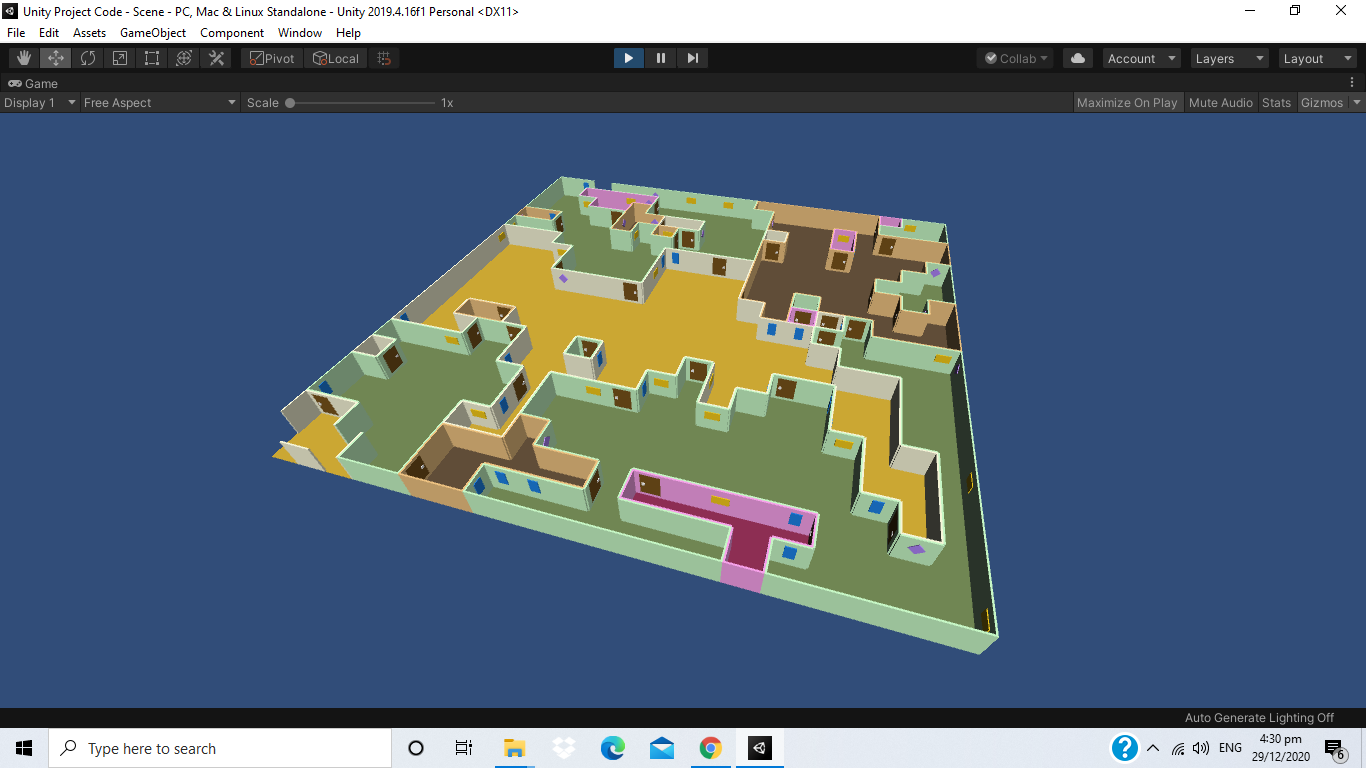 Unity Project Code - Scene - PC, Mac & Linux Standalone - Unity 2019.4.16f1 Personal <DX11>
File Edit Assets GameObject Component Window Help
Pivot Local Collab Account Layers Layout
Game
Display 1 Free Aspect Scale 1x Maximize On Play Mute Audio Stats Gizmos
Auto Generate Lighting Off
Type here to search
ENG
4:30 pm
29/12/2020
6